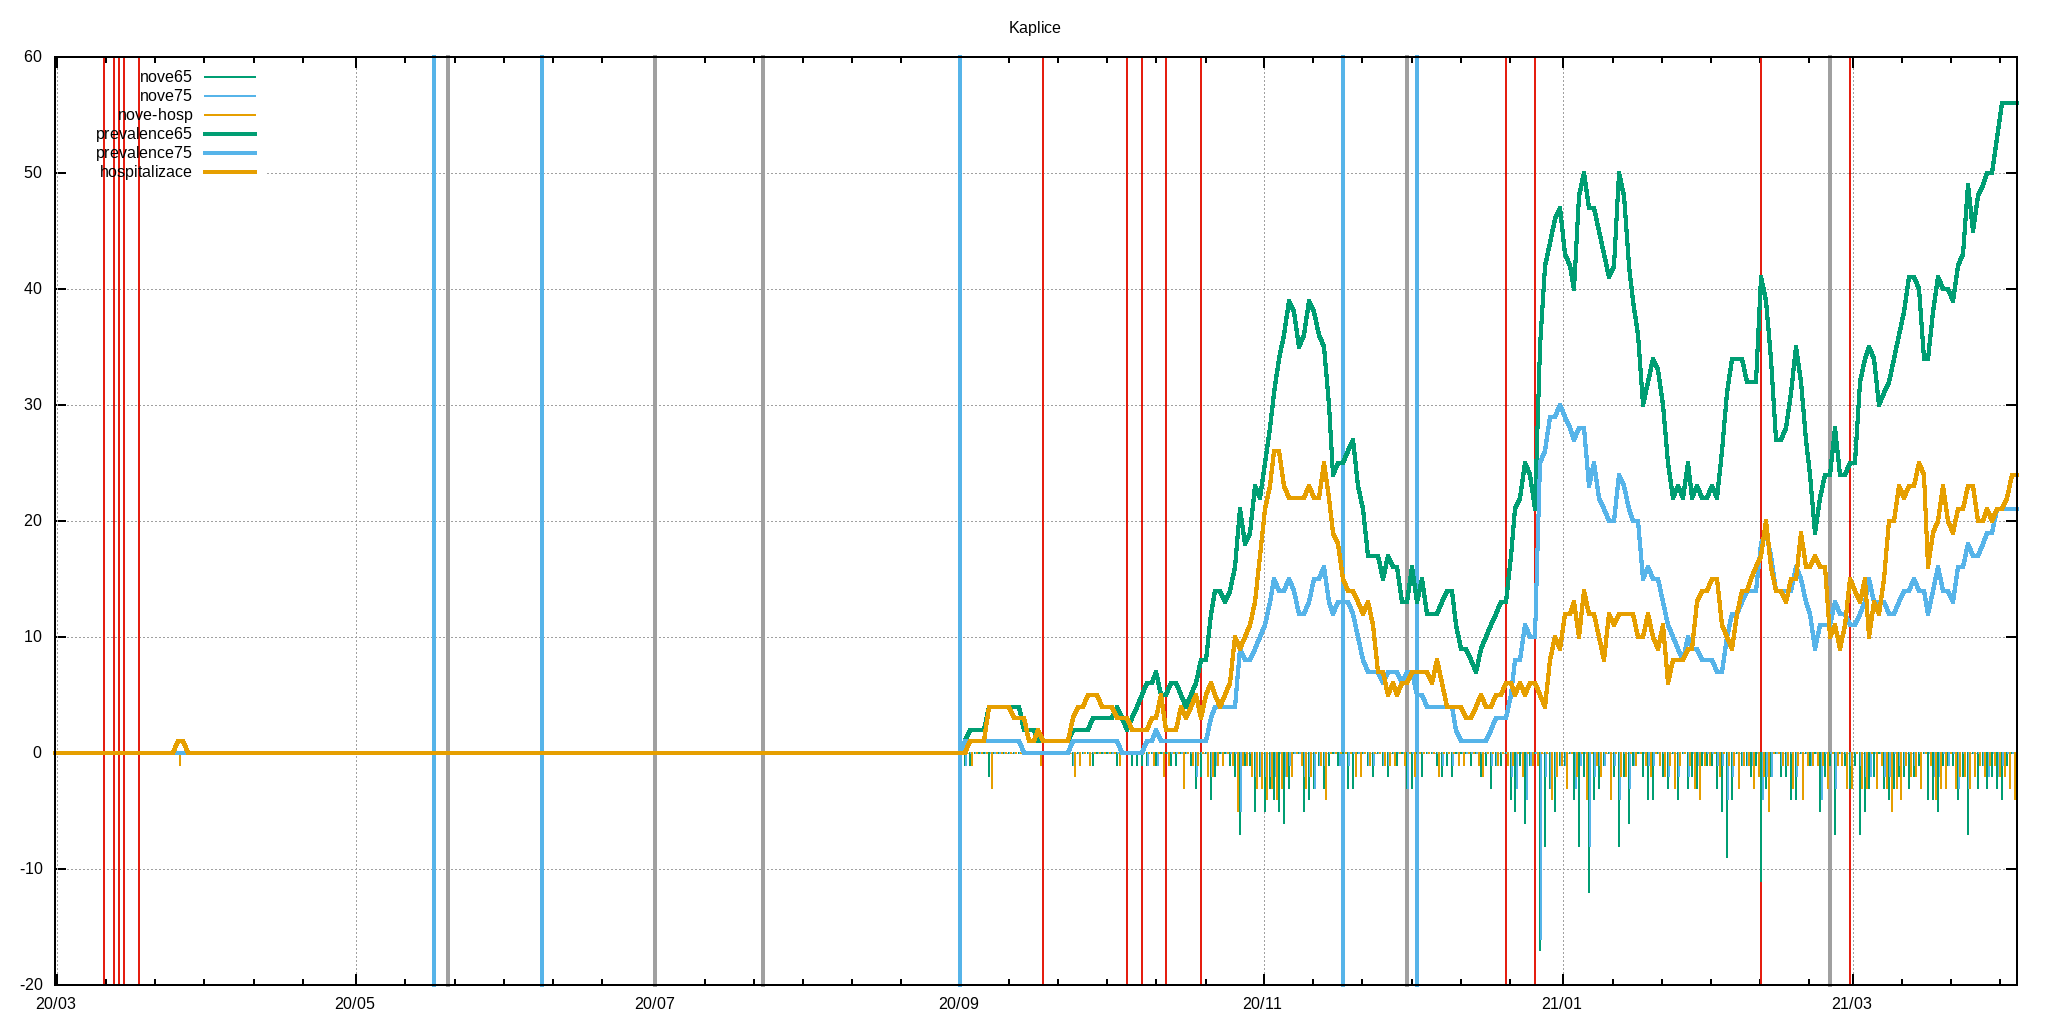 Kaplice
60
nove65
nove75
nove-hosp
prevalence65
prevalence75
hospitalizace
50
40
30
20
10
0
-10
-20
20/03 20/05 20/07 20/09 20/11 21/01 21/03